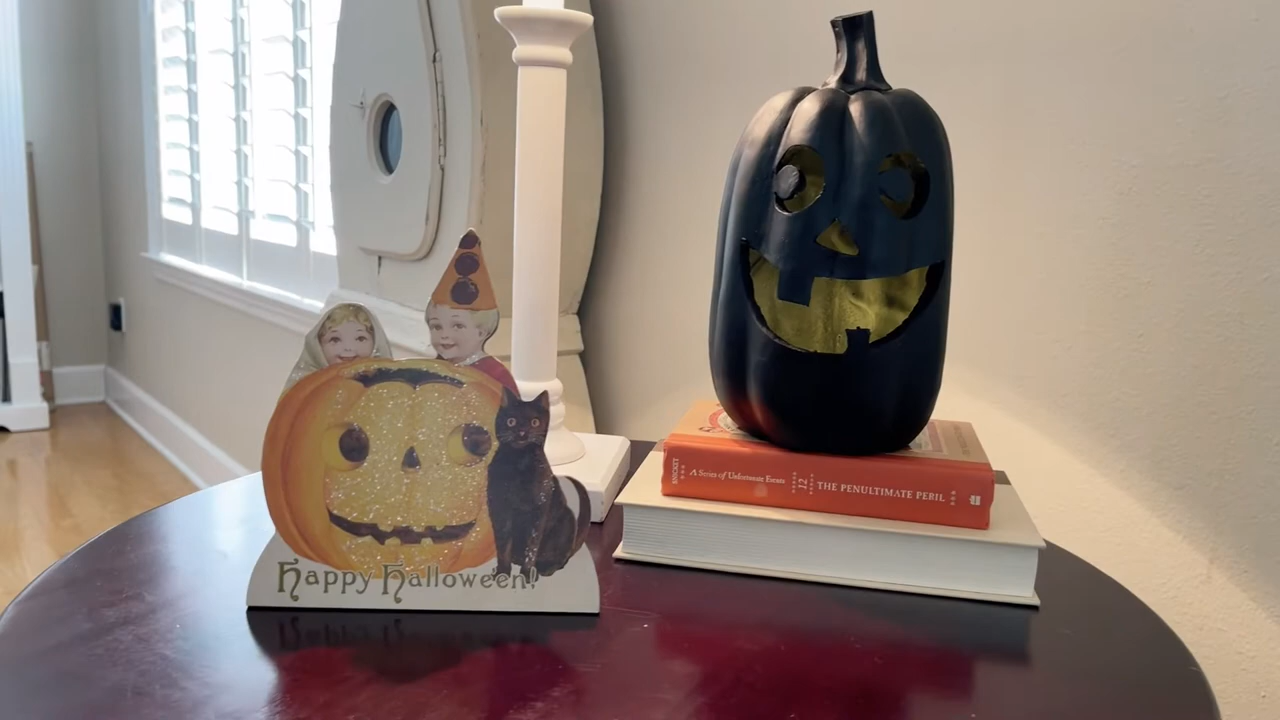 Happy Halloween!
SNICKET
A Series of Unfortunate Events
12
THE PENULTIMATE PERIL